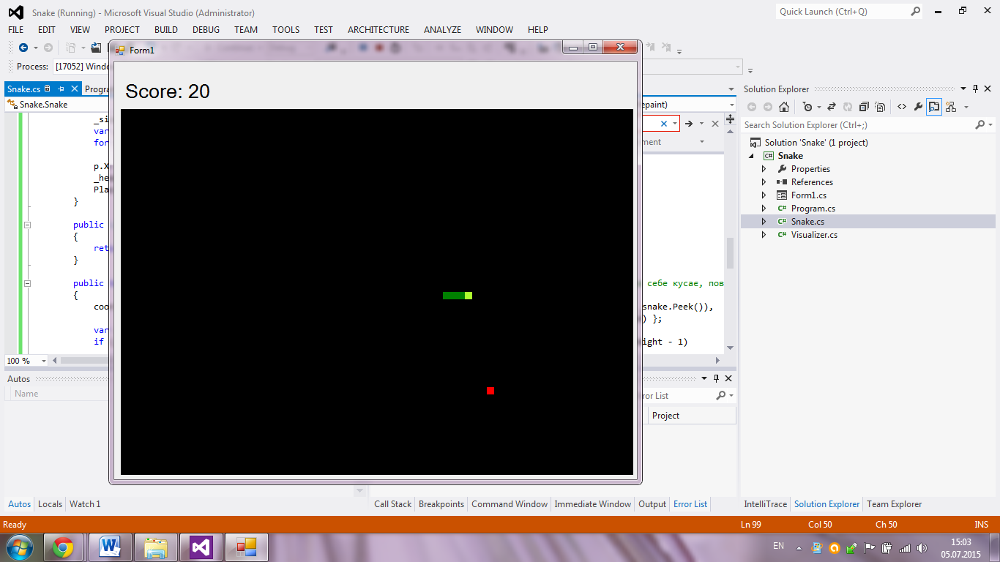 Snake (Running) - Microsoft Visual Studio (Administrator)
Quick Launch (Ctrl+Q)
FILE EDIT VIEW PROJECT BUILD DEBUG TEAM TOOLS TEST ARCHITECTURE ANALYZE WINDOW HELP
Form1
Process: [17052] Windo
Score: 20
Snake.cs Progra
Snake.Snake
epaint)
_si
var
for
ment
p.X
_he
Pla
}
public
{
ret
}
public
себе кусає, пов
{
coo
snake.Peek()),
) };
var
if
ight - 1)
100 %
Autos
Name
ror List
Project
Autos Locals Watch 1
Call Stack Breakpoints Command Window Immediate Window Output Error List
Solution Explorer
Search Solution Explorer (Ctrl+;)
Solution 'Snake' (1 project)
C# Snake
Properties
References
Form1.cs
C# Program.cs
C# Snake.cs
C# Visualizer.cs
IntelliTrace Solution Explorer Team Explorer
Ready
Ln 99 Col 50 Ch 50 INS
EN
15:03
05.07.2015